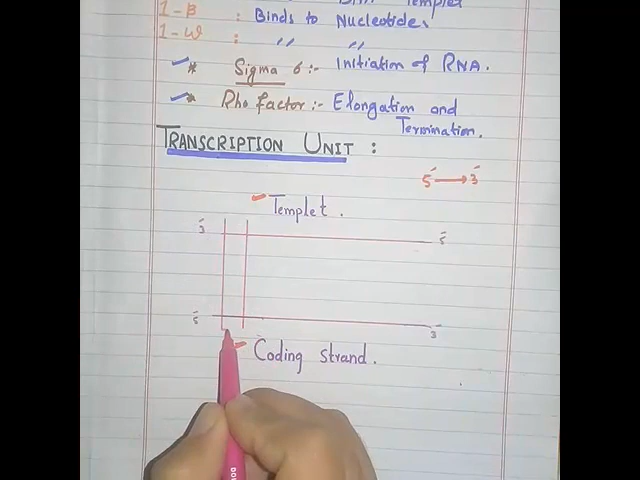 1-β : Binds to Nucleotide.
1-W : " "
* Sigma 6 :- Initiation of RNA.
* Rho factor :- Elongation and
Termination.
TRANSCRIPTION UNIT :
5' → 3'
Templet .
3' 5'
5' 3'
Coding strand .